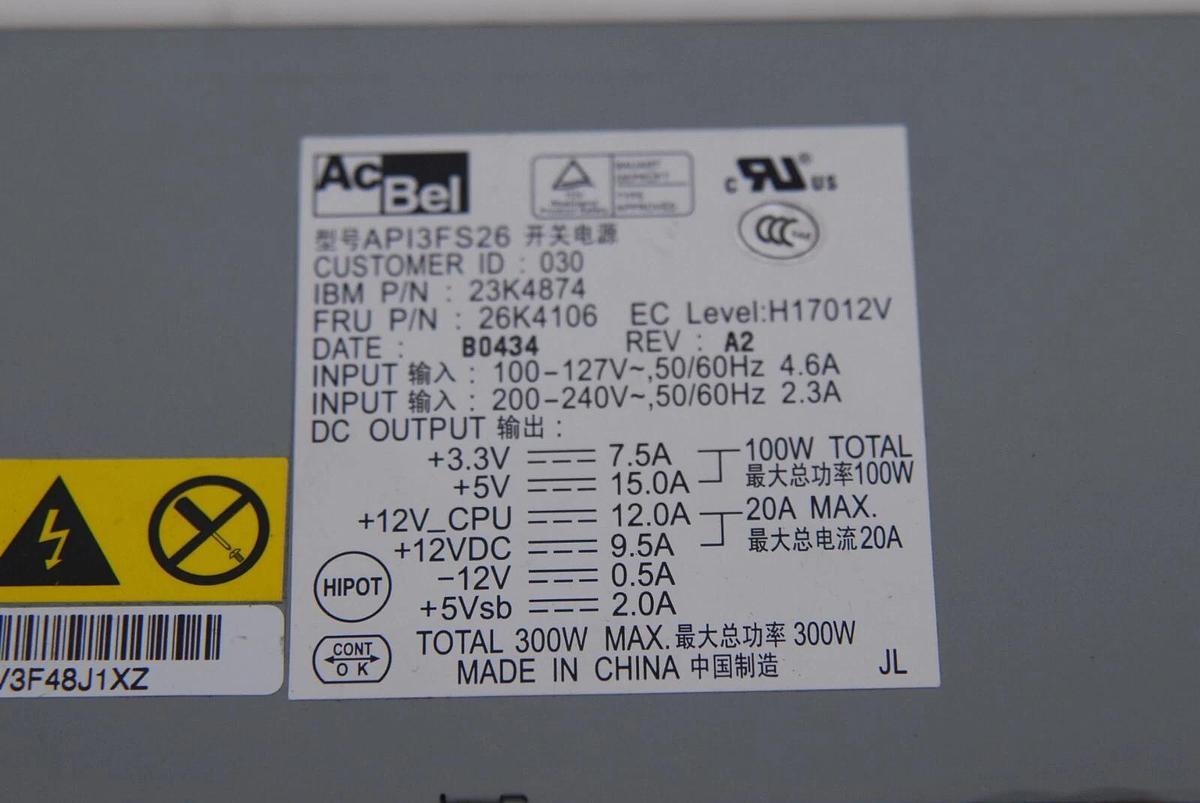 AcBel
TYPE
APPROVED
c RU ® US
CCC
型号API3FS26 开关电源
CUSTOMER ID : 030
IBM P/N : 23K4874
FRU P/N : 26K4106 EC Level:H17012V
DATE : B0434 REV : A2
INPUT 输入 : 100-127V~,50/60Hz 4.6A
INPUT 输入 : 200-240V~,50/60Hz 2.3A
DC OUTPUT 输出 :
+3.3V 7.5A 100W TOTAL
+5V 15.0A 最大总功率100W
+12V_CPU 12.0A 20A MAX.
+12VDC 9.5A 最大总电流20A
-12V 0.5A
+5Vsb 2.0A
HIPOT
TOTAL 300W MAX.最大总功率 300W
CONT
OK
MADE IN CHINA 中国制造 JL
V3F48J1XZ